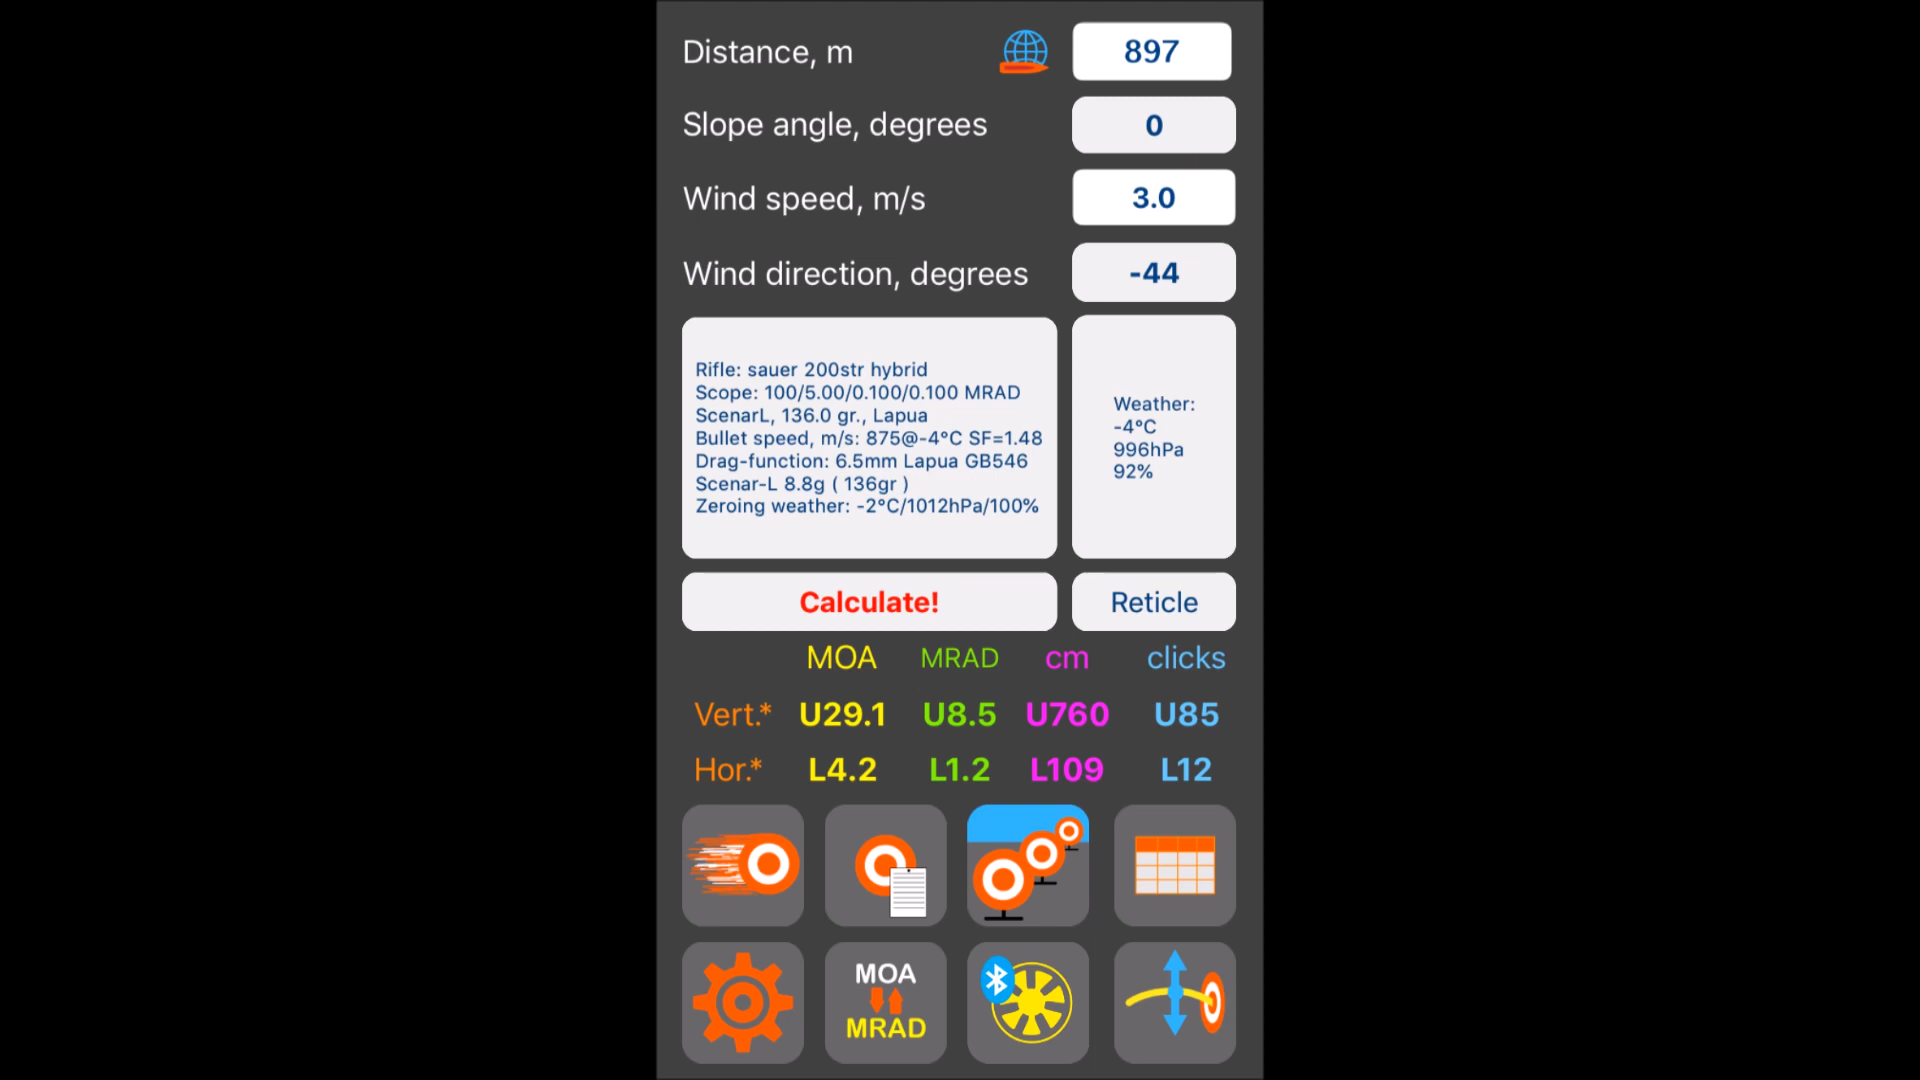 Distance, m 897
Slope angle, degrees 0
Wind speed, m/s 3.0
Wind direction, degrees -44
Rifle: sauer 200str hybrid
Scope: 100/5.00/0.100/0.100 MRAD
ScenarL, 136.0 gr., Lapua
Bullet speed, m/s: 875@-4°C SF=1.48
Drag-function: 6.5mm Lapua GB546
Scenar-L 8.8g ( 136gr )
Zeroing weather: -2°C/1012hPa/100%
Weather:
-4°C
996hPa
92%
Calculate! Reticle
MOA MRAD cm clicks
Vert.* U29.1 U8.5 U760 U85
Hor.* L4.2 L1.2 L109 L12
MOA
MRAD